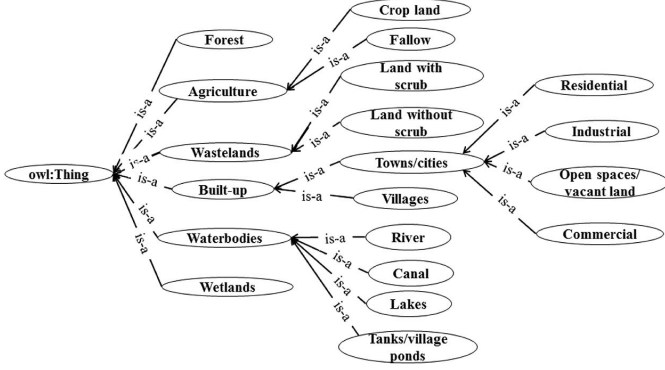 Crop land
Forest
is-a
Fallow
is-a
is-a
Land with
scrub
Residential
Agriculture
is-a
is-a
is-a
is-a
Land without
scrub
Industrial
is-a
Wastelands
is-a
is-a
owl:Thing
is-a
Towns/cities
is-a
Open spaces/
vacant land
is-a
Built-up
is-a
Villages
is-a
is-a
Waterbodies
is-a
River
Commercial
is-a
is-a
Canal
Wetlands
is-a
Lakes
is-a
Tanks/village
ponds